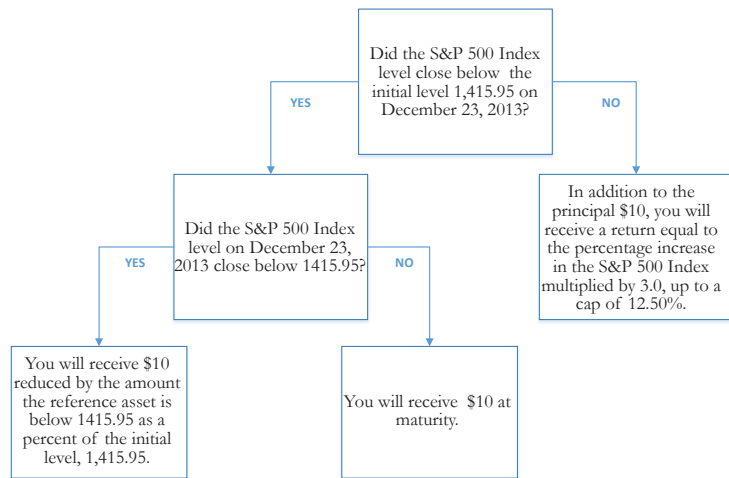 Did the S&P 500 Index
level close below the
initial level 1,415.95 on
December 23, 2013?
YES
NO
Did the S&P 500 Index
level on December 23,
2013 close below 1415.95?
In addition to the
principal $10, you will
receive a return equal to
the percentage increase
in the S&P 500 Index
multiplied by 3.0, up to a
cap of 12.50%.
YES
NO
You will receive $10
reduced by the amount
the reference asset is
below 1415.95 as a
percent of the initial
level, 1,415.95.
You will receive $10 at
maturity.